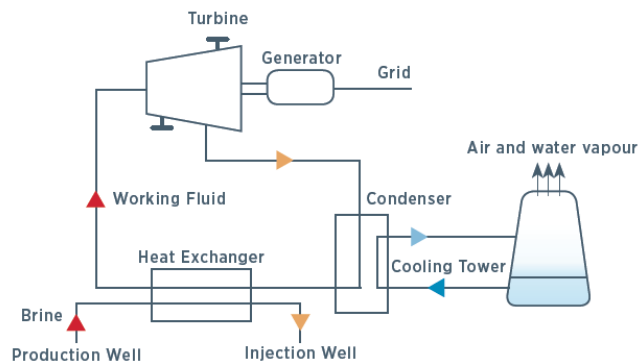 Turbine
Generator
Grid
Air and water vapour
Working Fluid
Condenser
Heat Exchanger
Cooling Tower
Brine
Production Well
Injection Well